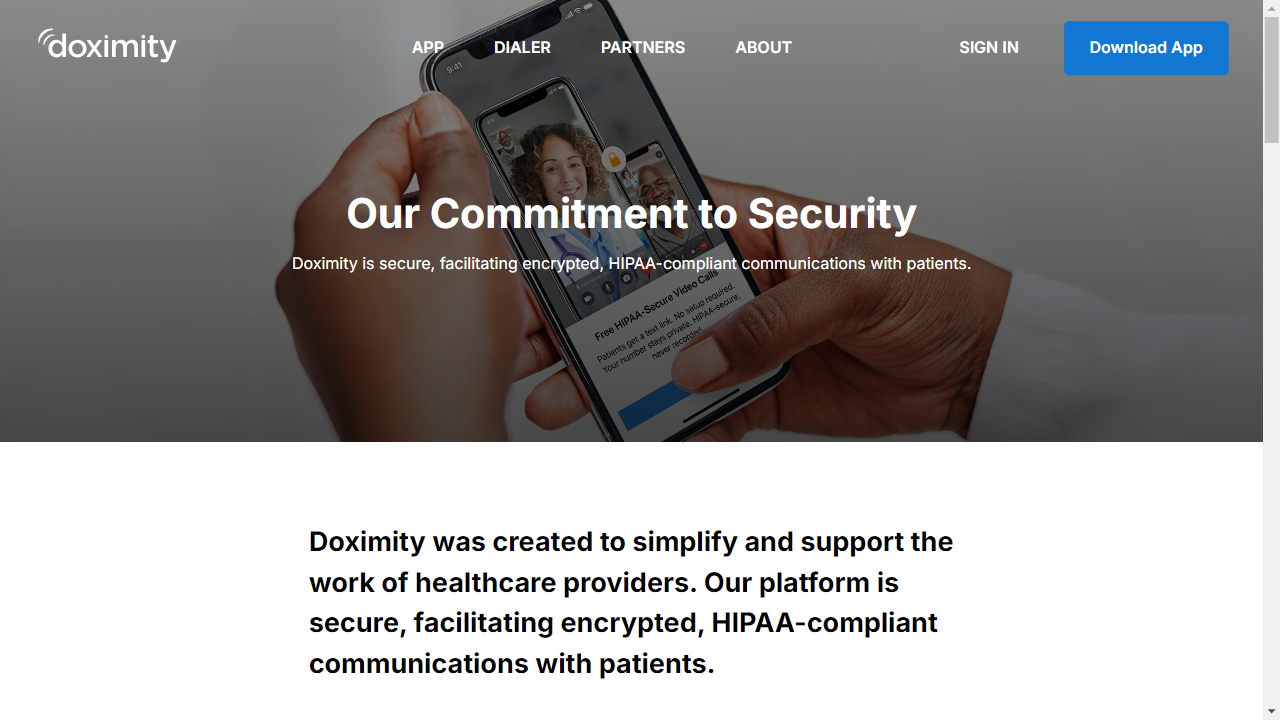 doximity
APP
DIALER
PARTNERS
ABOUT
SIGN IN
Download App
9:41
Our Commitment to Security
Doximity is secure, facilitating encrypted, HIPAA-compliant communications with patients.
Free HIPAA-Secure Video Calls
Patients get a text link. No setup required.
Your number stays private. HIPAA-secure,
never recorded.
Doximity was created to simplify and support the
work of healthcare providers. Our platform is
secure, facilitating encrypted, HIPAA-compliant
communications with patients.